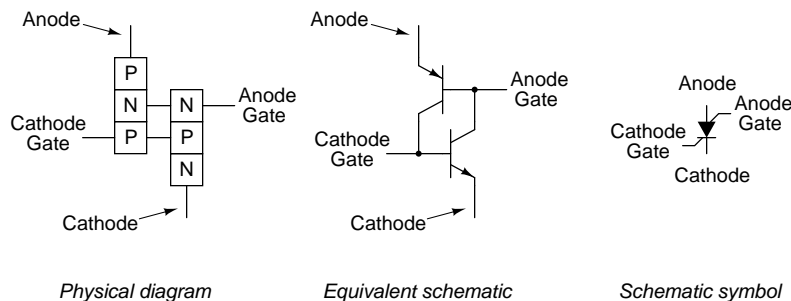 Anode
P
N
N
Anode
Gate
Cathode
Gate
P
P
N
Cathode
Physical diagram
Anode
Anode
Gate
Cathode
Gate
Cathode
Equivalent schematic
Anode
Anode
Gate
Cathode
Gate
Cathode
Schematic symbol